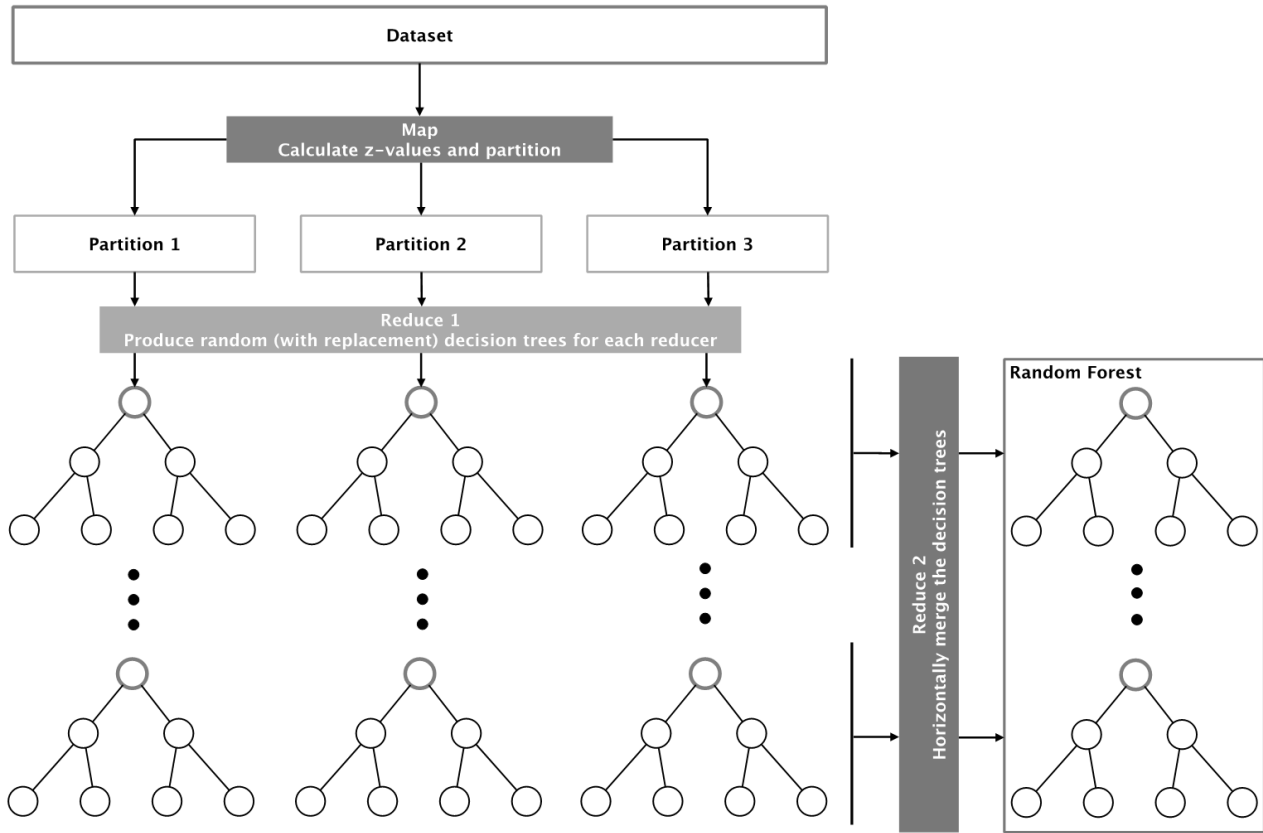 Dataset
Map
Calculate z-values and partition
Partition 1
Partition 2
Partition 3
Reduce 1
Produce random (with replacement) decision trees for each reducer
Reduce 2
Horizontally merge the decision trees
Random Forest